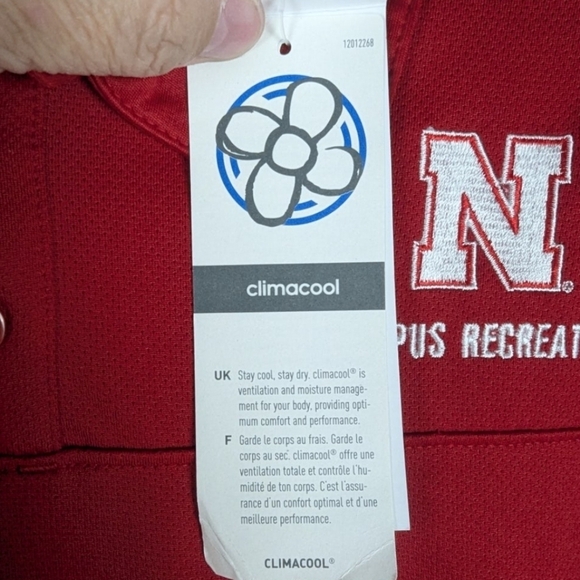 12012268
climacool
UK Stay cool, stay dry. climacool® is
ventilation and moisture manage-
ment for your body, providing opti-
mum comfort and performance.
F Garde le corps au frais. Garde le
corps au sec. climacool® offre une
ventilation totale et contrôle l'hu-
midité de ton corps. C'est l'assu-
rance d'un confort optimal et d'une
meilleure performance.
CLIMACOOL®
N®
PUS RECREAT